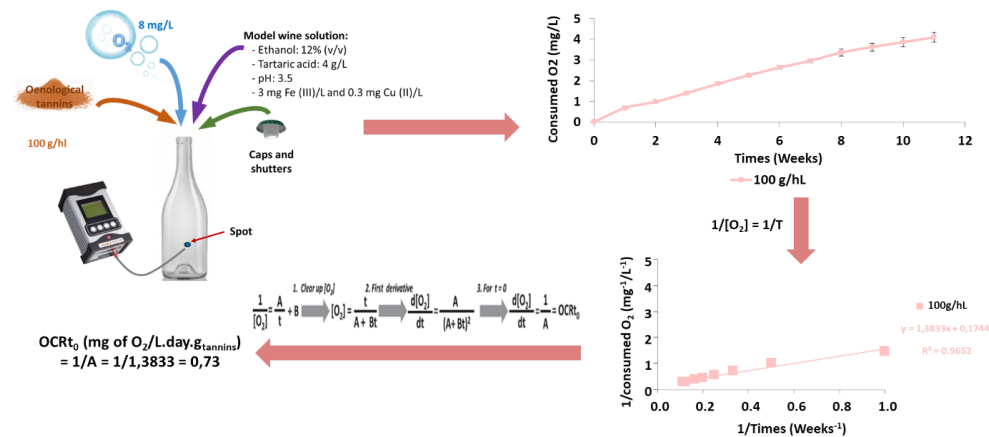 8 mg/L
O2
Model wine solution:
- Ethanol: 12% (v/v)
- Tartaric acid: 4 g/L
- pH: 3.5
- 3 mg Fe (III)/L and 0.3 mg Cu (II)/L
Oenological
tannins
100 g/hl
Caps and
shutters
Spot
Consumed O2 (mg/L)
5
4
3
2
1
0
0 2 4 6 8 10 12
Times (Weeks)
100 g/hL
1/[O₂] = 1/T
1/consumed O₂ (mg⁻¹/L⁻¹)
5
4
3
2
1
0
0.0 0.2 0.4 0.6 0.8 1.0
1/Times (Weeks⁻¹)
100g/hL
y = 1,3833x + 0,1744
R² = 0.9652
1. Clear up [O₂] 2. First derivative 3. For t = 0
1/[O₂] = A/t + B [O₂] = t/(A + Bt) d[O₂]/dt = A/(A+Bt)² d[O₂]/dt = 1/A = OCRt₀
OCRt₀ (mg of O₂/L.day.g_tannins)
= 1/A = 1/1,3833 = 0,73